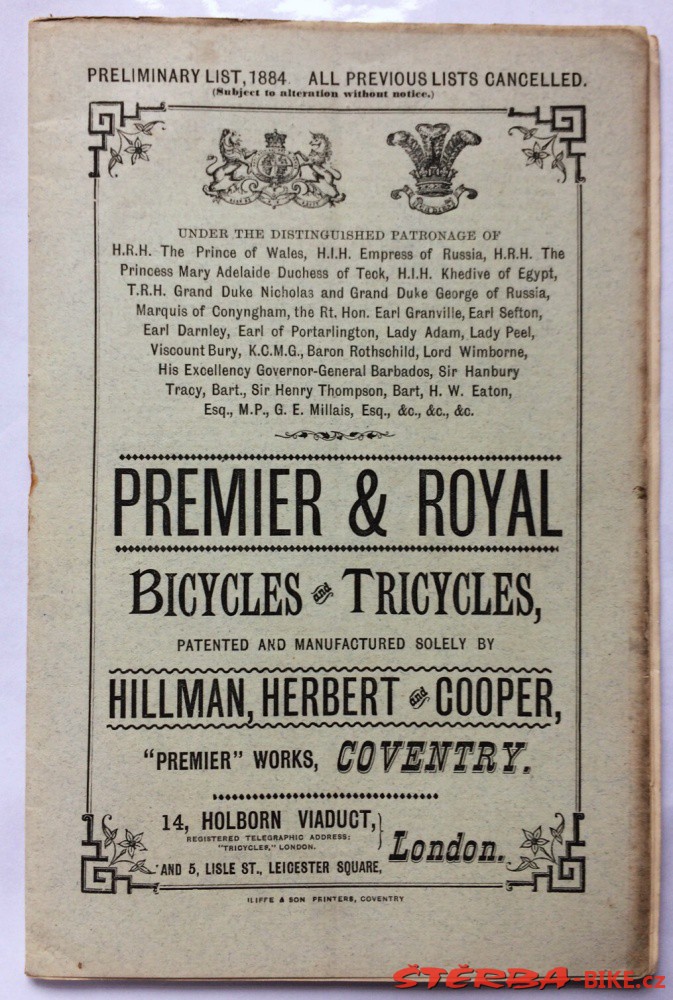 PRELIMINARY LIST, 1884. ALL PREVIOUS LISTS CANCELLED.
(Subject to alteration without notice.)
UNDER THE DISTINGUISHED PATRONAGE OF
H.R.H. The Prince of Wales, H.I.H. Empress of Russia, H.R.H. The
Princess Mary Adelaide Duchess of Teck, H.I.H. Khedive of Egypt,
T.R.H. Grand Duke Nicholas and Grand Duke George of Russia,
Marquis of Conyngham, the Rt. Hon. Earl Granville, Earl Sefton,
Earl Darnley, Earl of Portarlington, Lady Adam, Lady Peel,
Viscount Bury, K.C.M.G., Baron Rothschild, Lord Wimborne,
His Excellency Governor-General Barbados, Sir Hanbury
Tracy, Bart., Sir Henry Thompson, Bart, H. W. Eaton,
Esq., M.P., G. E. Millais, Esq., &c., &c., &c.
PREMIER & ROYAL
BICYCLES and TRICYCLES,
PATENTED AND MANUFACTURED SOLELY BY
HILLMAN, HERBERT and COOPER,
"PREMIER" WORKS, COVENTRY.
14, HOLBORN VIADUCT,
REGISTERED TELEGRAPHIC ADDRESS:
"TRICYCLES," LONDON.
AND 5, LISLE ST., LEICESTER SQUARE,
London.
ILIFFE & SON PRINTERS, COVENTRY
ŠTĚRBA-BIKE.cz